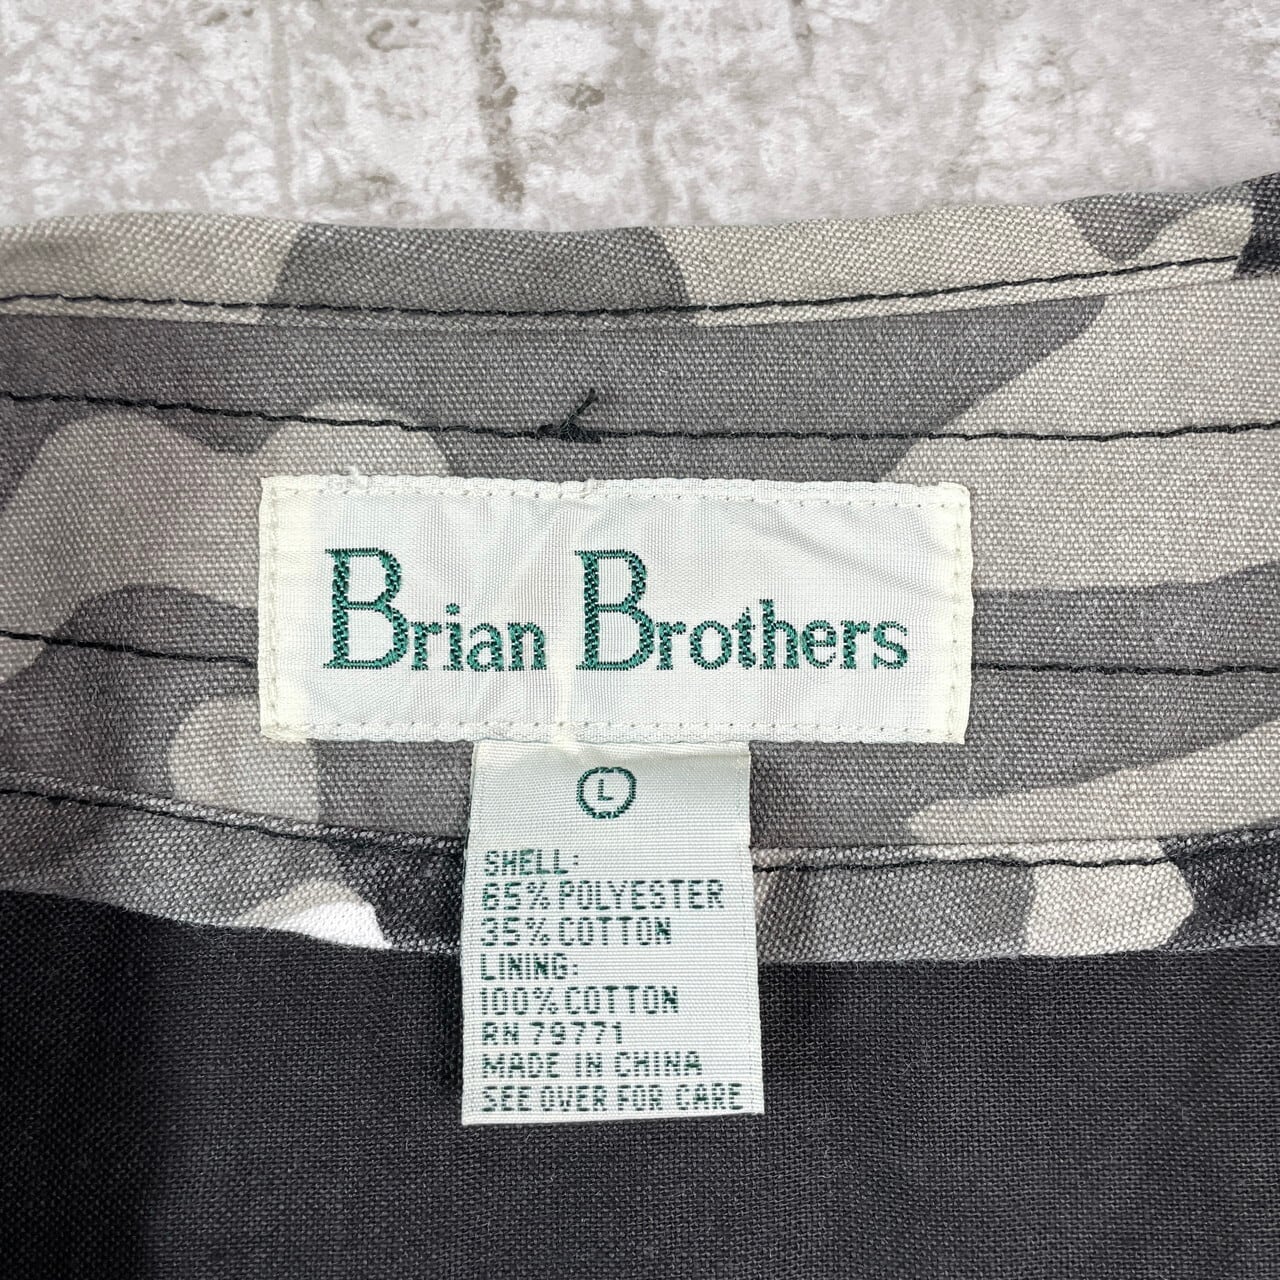 Brian Brothers
L
SHELL:
65% POLYESTER
35% COTTON
LINING:
100% COTTON
RN 79771
MADE IN CHINA
SEE OVER FOR CARE